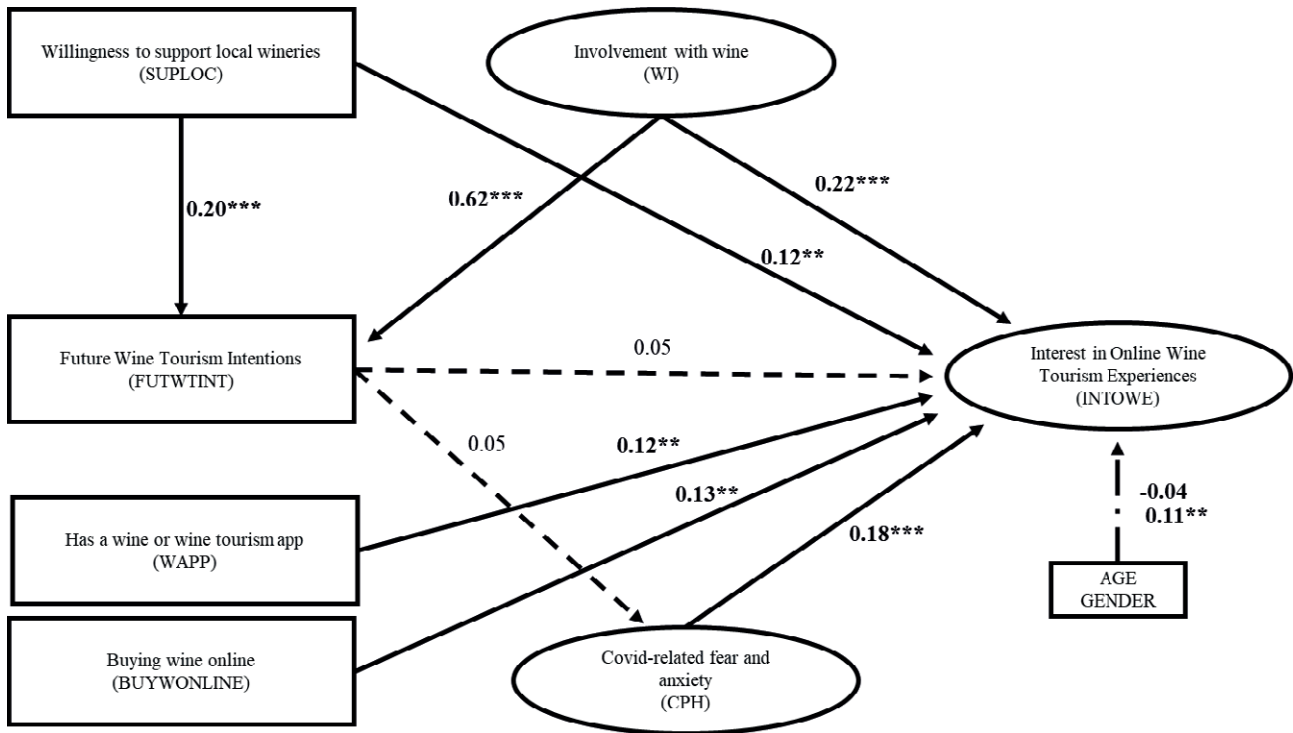 Willingness to support local wineries
(SUPLOC)
Involvement with wine
(WI)
0.20***
0.62***
0.22***
0.12**
Future Wine Tourism Intentions
(FUTWTINT)
0.05
Interest in Online Wine
Tourism Experiences
(INTOWE)
0.05
0.12**
0.13**
0.18***
-0.04
0.11**
Has a wine or wine tourism app
(WAPP)
AGE
GENDER
Buying wine online
(BUYWONLINE)
Covid-related fear and
anxiety
(CPH)